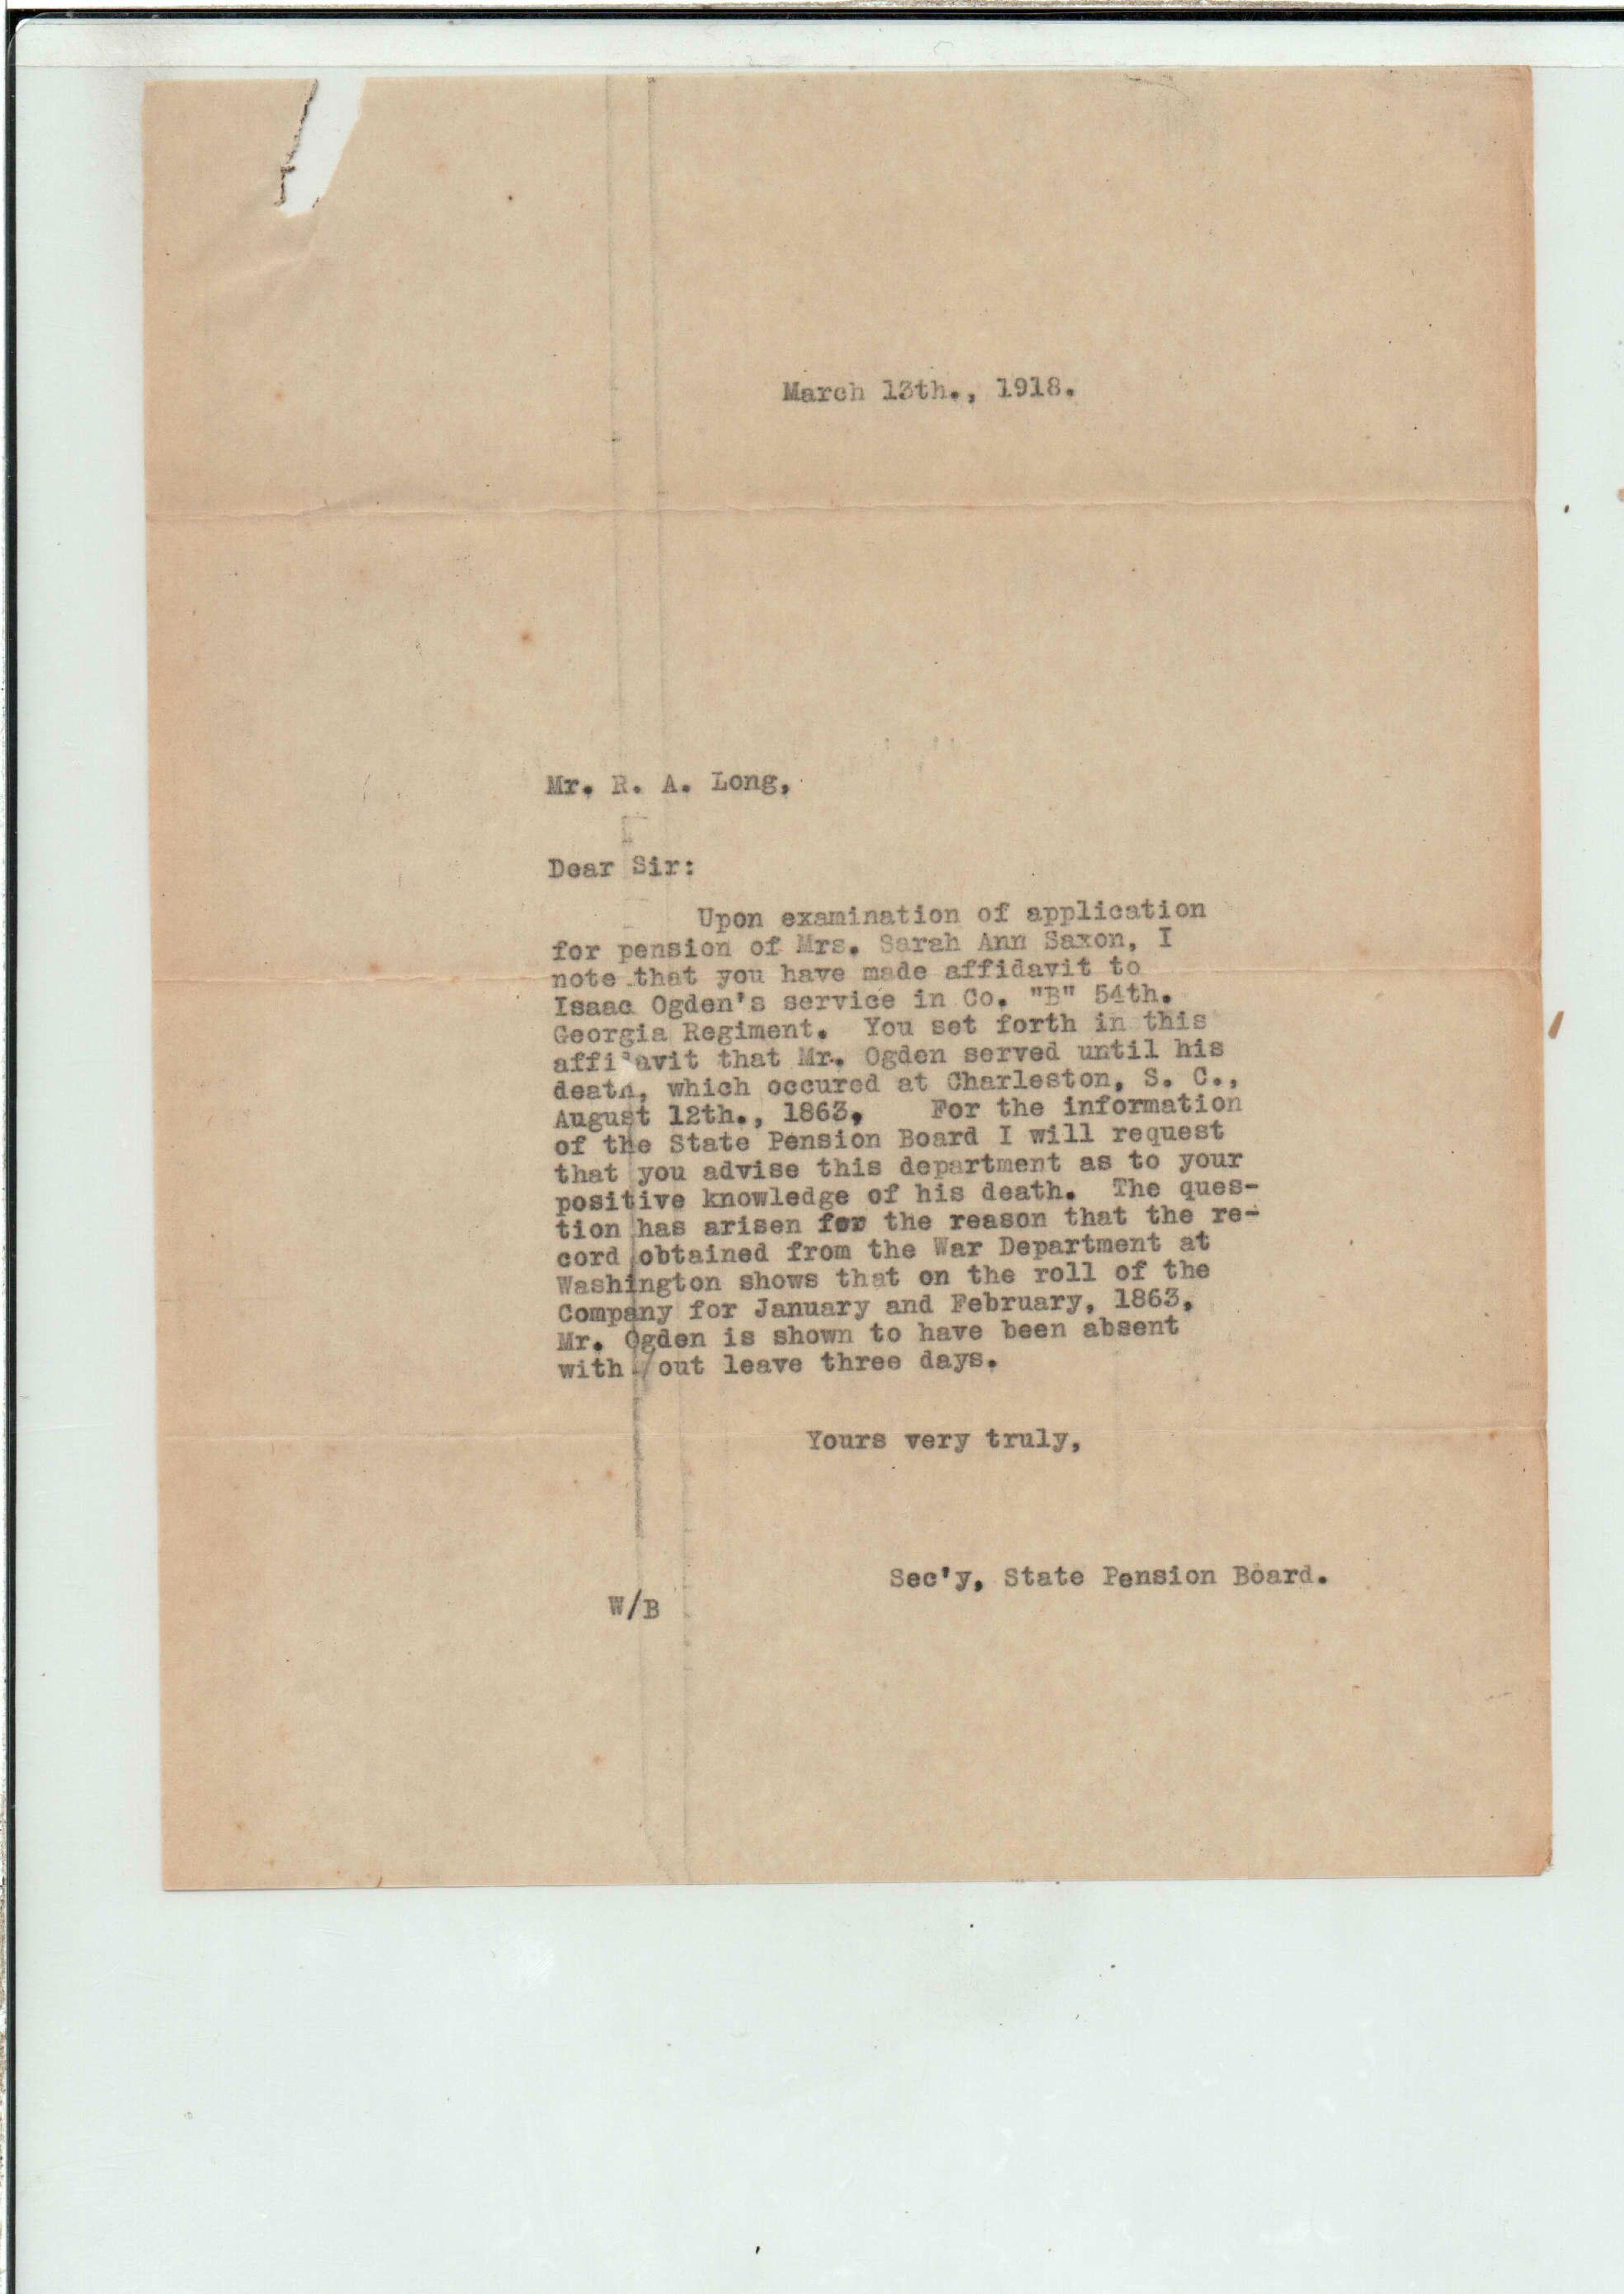 March 13th., 1918.
Mr. R. A. Long,
Dear Sir:
Upon examination of application
for pension of Mrs. Sarah Ann Saxon, I
note that you have made affidavit to
Isaac Ogden's service in Co. "B" 54th.
Georgia Regiment. You set forth in this
affidavit that Mr. Ogden served until his
death, which occured at Charleston, S. C.,
August 12th., 1863, For the information
of the State Pension Board I will request
that you advise this department as to your
positive knowledge of his death. The ques-
tion has arisen for the reason that the re-
cord obtained from the War Department at
Washington shows that on the roll of the
Company for January and February, 1863,
Mr. Ogden is shown to have been absent
with/out leave three days.
Yours very truly,
Sec'y, State Pension Board.
W/B